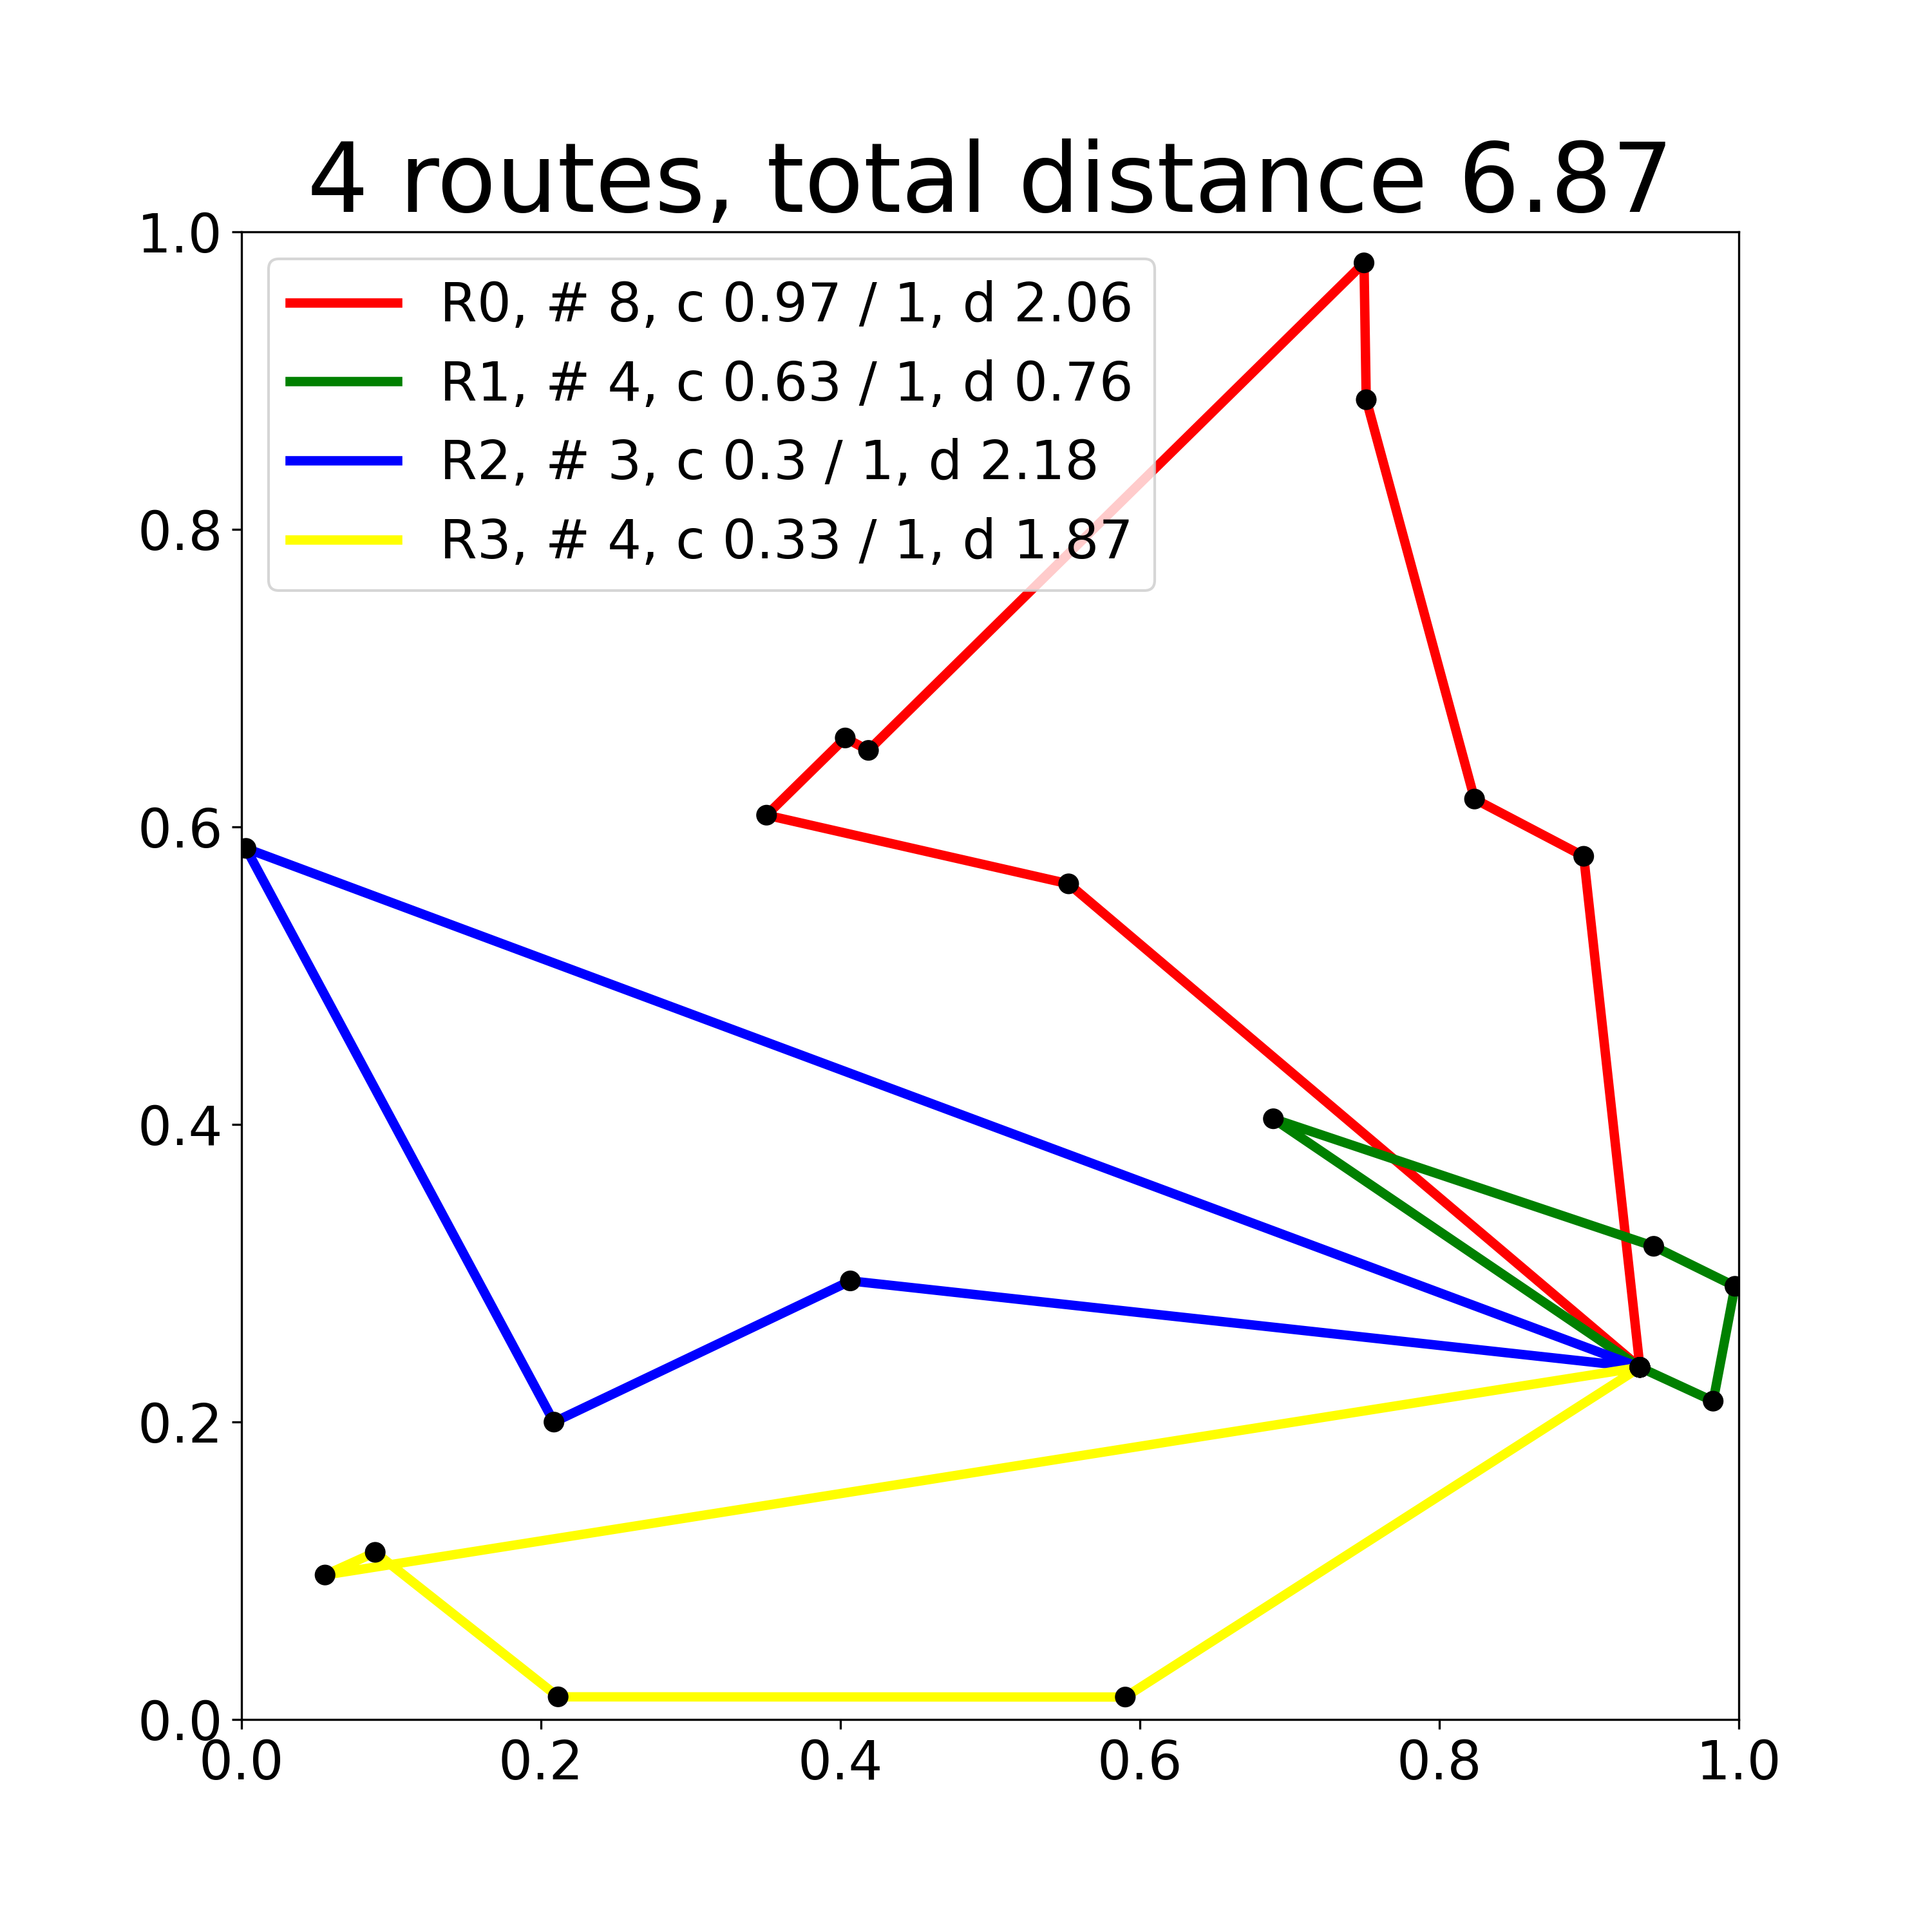 4 routes, total distance 6.87
1.0
R0, # 8, c 0.97 / 1, d 2.06
R1, # 4, c 0.63 / 1, d 0.76
R2, # 3, c 0.3 / 1, d 2.18
R3, # 4, c 0.33 / 1, d 1.87
0.8
0.6
0.4
0.2
0.0
0.0 0.2 0.4 0.6 0.8 1.0